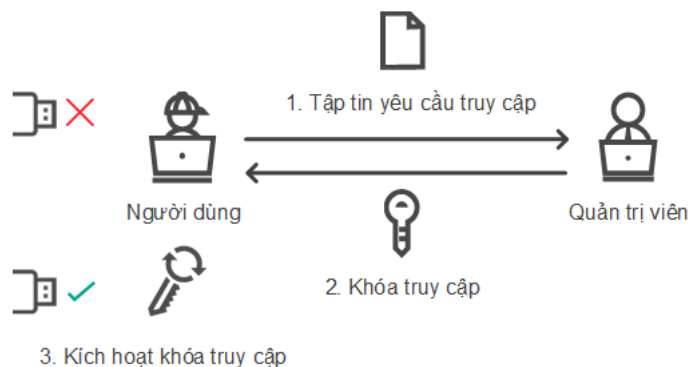 1. Tập tin yêu cầu truy cập
Người dùng
Quản trị viên
2. Khóa truy cập
3. Kích hoạt khóa truy cập